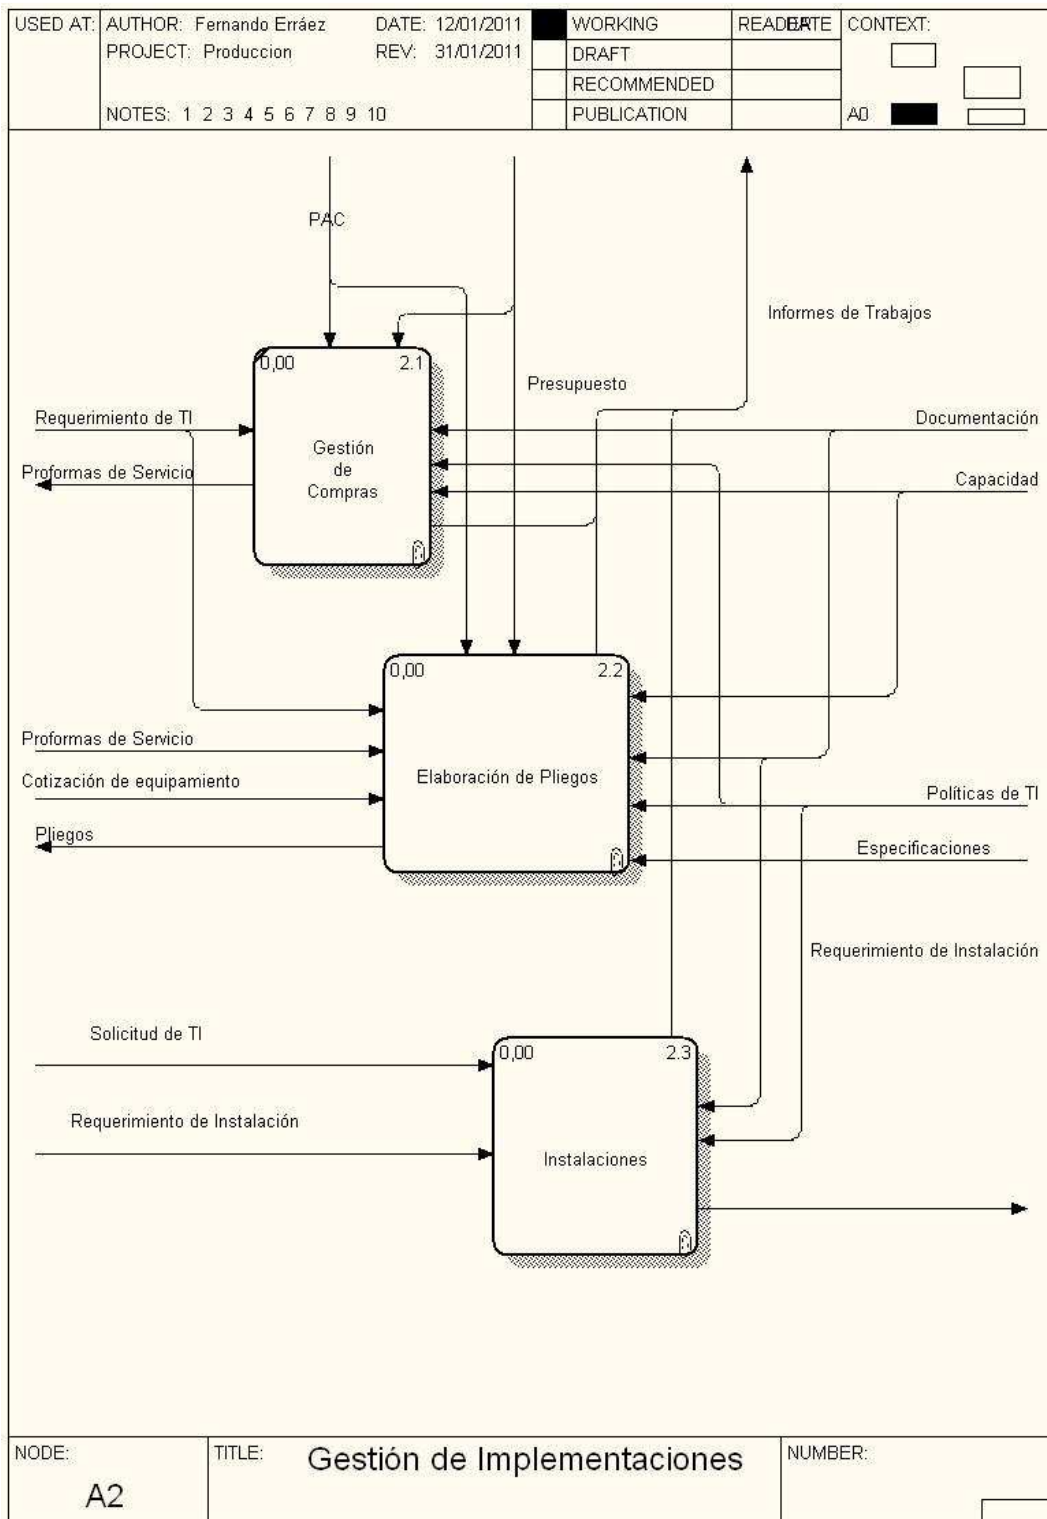 USED AT:
AUTHOR: Fernando Erráez
DATE: 12/01/2011
PROJECT: Produccion
REV: 31/01/2011
NOTES: 1 2 3 4 5 6 7 8 9 10
WORKING
DRAFT
RECOMMENDED
PUBLICATION
READER
DATE
CONTEXT:
A0
PAC
Informes de Trabajos
Presupuesto
0,00
2.1
Gestión
de
Compras
Requerimiento de TI
Proformas de Servicio
Documentación
Capacidad
0,00
2.2
Elaboración de Pliegos
Proformas de Servicio
Cotización de equipamiento
Pliegos
Políticas de TI
Especificaciones
Requerimiento de Instalación
Solicitud de TI
Requerimiento de Instalación
0,00
2.3
Instalaciones
NODE:
A2
TITLE:
Gestión de Implementaciones
NUMBER: